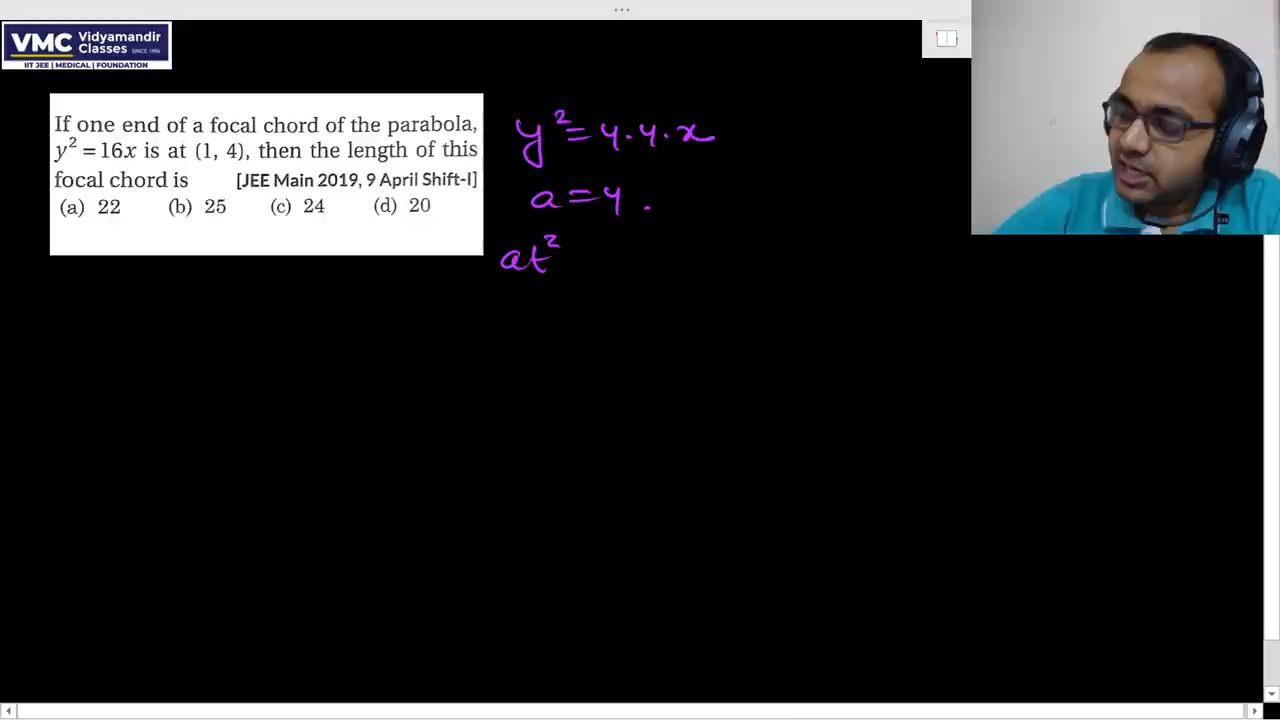 VMC Vidyamandir Classes SINCE 1986
IIT JEE | MEDICAL | FOUNDATION
If one end of a focal chord of the parabola,
y² = 16x is at (1, 4), then the length of this
focal chord is [JEE Main 2019, 9 April Shift-I]
(a) 22 (b) 25 (c) 24 (d) 20
y² = 4·4·x
a = 4 .
at²